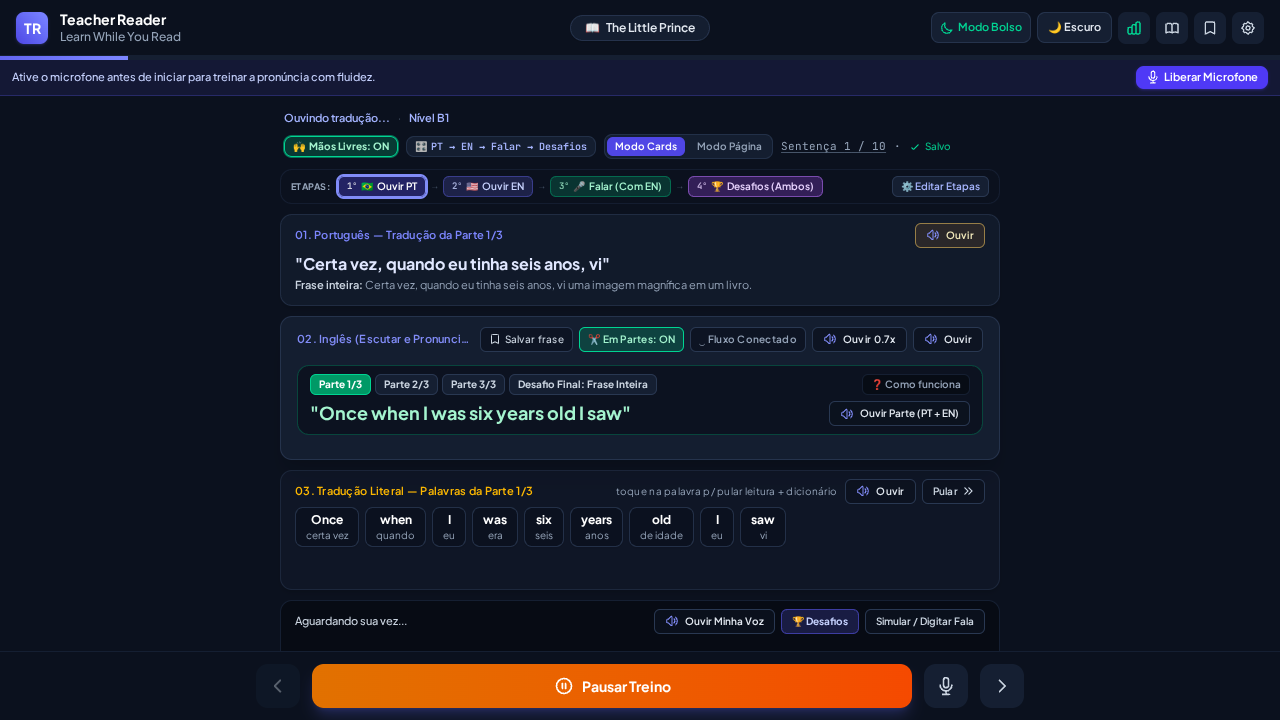 TR
Teacher Reader
Learn While You Read
📖 The Little Prince
Modo Bolso
🌙 Escuro
Ative o microfone antes de iniciar para treinar a pronúncia com fluidez.
Liberar Microfone
Ouvindo tradução... · Nível B1
🙌 Mãos Livres: ON
🎛️ PT → EN → Falar → Desafios
Modo Cards
Modo Página
Sentença 1 / 10 · ✓ Salvo
ETAPAS:
1° 🇧🇷 Ouvir PT → 2° 🇺🇸 Ouvir EN → 3° 🎤 Falar (Com EN) → 4° 🏆 Desafios (Ambos)
⚙️ Editar Etapas
01. Português — Tradução da Parte 1/3
Ouvir
"Certa vez, quando eu tinha seis anos, vi"
Frase inteira: Certa vez, quando eu tinha seis anos, vi uma imagem magnífica em um livro.
02. Inglês (Escutar e Pronunci...
Salvar frase
✂️ Em Partes: ON
‿ Fluxo Conectado
Ouvir 0.7x
Ouvir
Parte 1/3
Parte 2/3
Parte 3/3
Desafio Final: Frase Inteira
❓ Como funciona
"Once when I was six years old I saw"
Ouvir Parte (PT + EN)
03. Tradução Literal — Palavras da Parte 1/3
toque na palavra p/ pular leitura + dicionário
Ouvir
Pular
Once when I was six years old I saw
certa vez quando eu era seis anos de idade eu vi
Aguardando sua vez...
Ouvir Minha Voz
🏆 Desafios
Simular / Digitar Fala
Pausar Treino